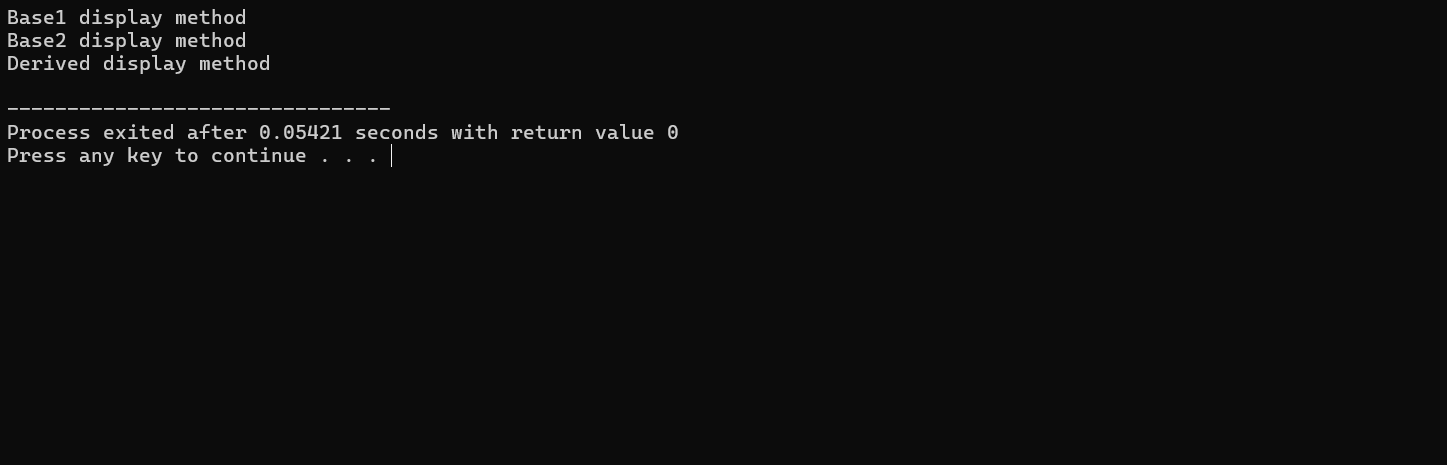 Base1 display method
Base2 display method
Derived display method
--------------------------------
Process exited after 0.05421 seconds with return value 0
Press any key to continue . . .